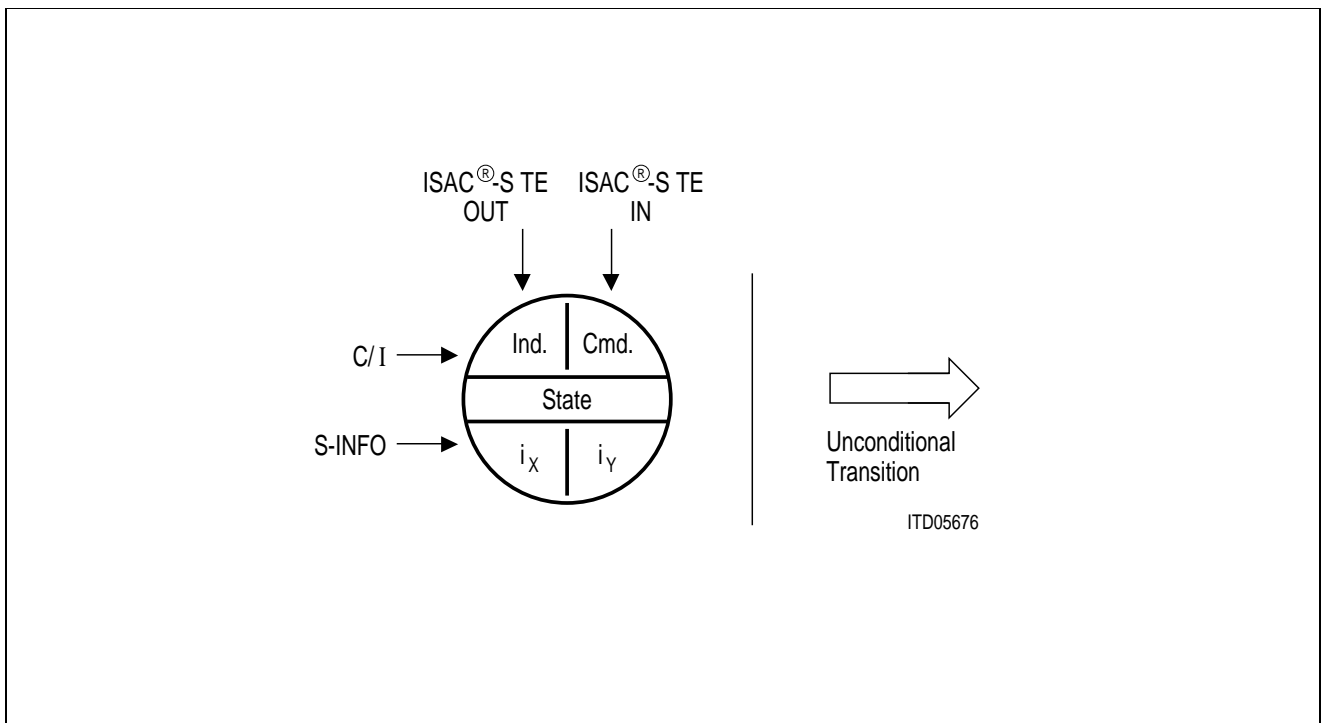 ISAC®-S TE
OUT
ISAC®-S TE
IN
C/I
Ind.
Cmd.
State
S-INFO
iX
iY
Unconditional
Transition
ITD05676